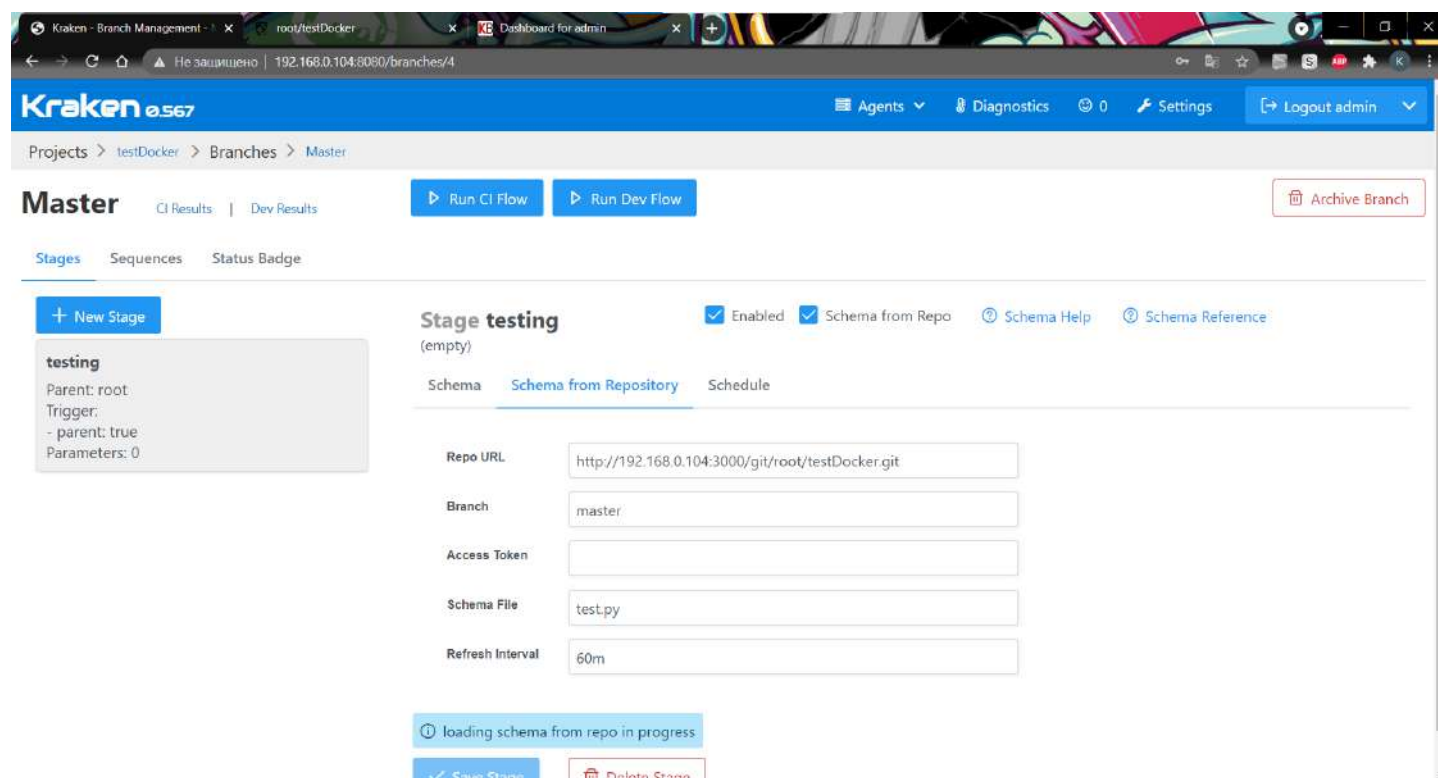 Kraken - Branch Management -
root/testDocker
KB Dashboard for admin
Не защищено | 192.168.0.104:8080/branches/4
Kraken 0.567
Agents
Diagnostics
0
Settings
Logout admin
Projects > testDocker > Branches > Master
Master
CI Results | Dev Results
Run CI Flow
Run Dev Flow
Archive Branch
Stages
Sequences
Status Badge
+ New Stage
testing
Parent: root
Trigger:
- parent: true
Parameters: 0
Stage testing
(empty)
Enabled
Schema from Repo
Schema Help
Schema Reference
Schema
Schema from Repository
Schedule
Repo URL
http://192.168.0.104:3000/git/root/testDocker.git
Branch
master
Access Token
Schema File
test.py
Refresh Interval
60m
loading schema from repo in progress
Save Stage
Delete Stage